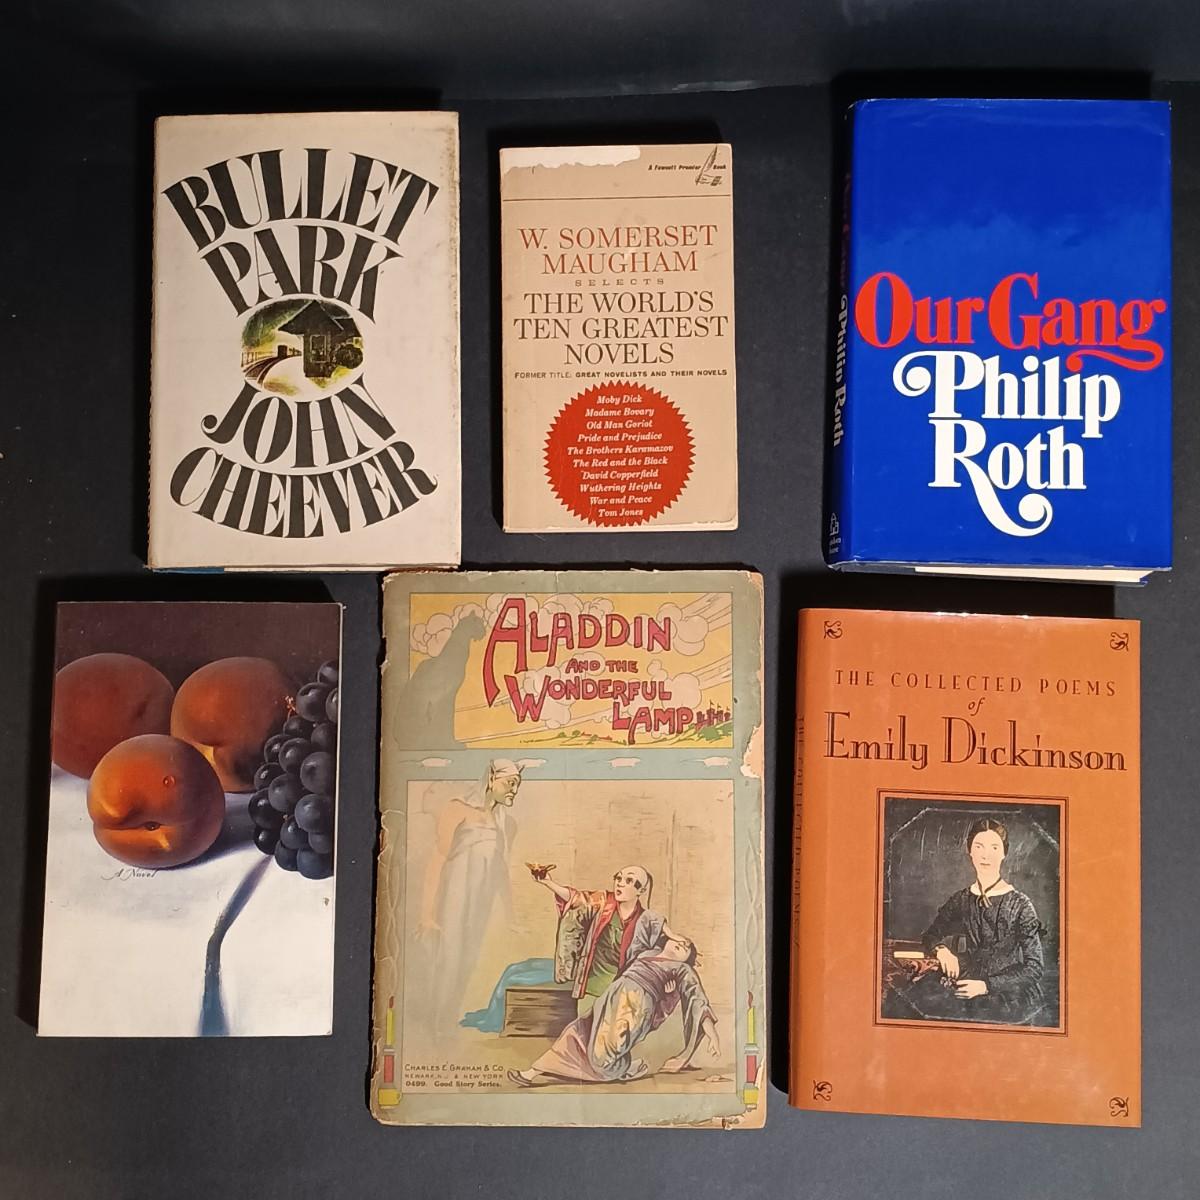 BULLET
PARK
JOHN
CHEEVER
A Fawcett Premier Book
W. SOMERSET
MAUGHAM
SELECTS
THE WORLD'S
TEN GREATEST
NOVELS
FORMER TITLE: GREAT NOVELISTS AND THEIR NOVELS
Moby Dick
Madame Bovary
Old Man Goriot
Pride and Prejudice
The Brothers Karamazov
The Red and the Black
David Copperfield
Wuthering Heights
War and Peace
Tom Jones
Our Gang
Philip
Roth
Our Gang Philip Roth
A Novel
ALADDIN
AND THE
WONDERFUL
LAMP
CHARLES E. GRAHAM & CO.
NEWARK, N.J. & NEW YORK
0499. Good Story Series.
THE COLLECTED POEMS
of
Emily Dickinson
THE COLLECTED POEMS